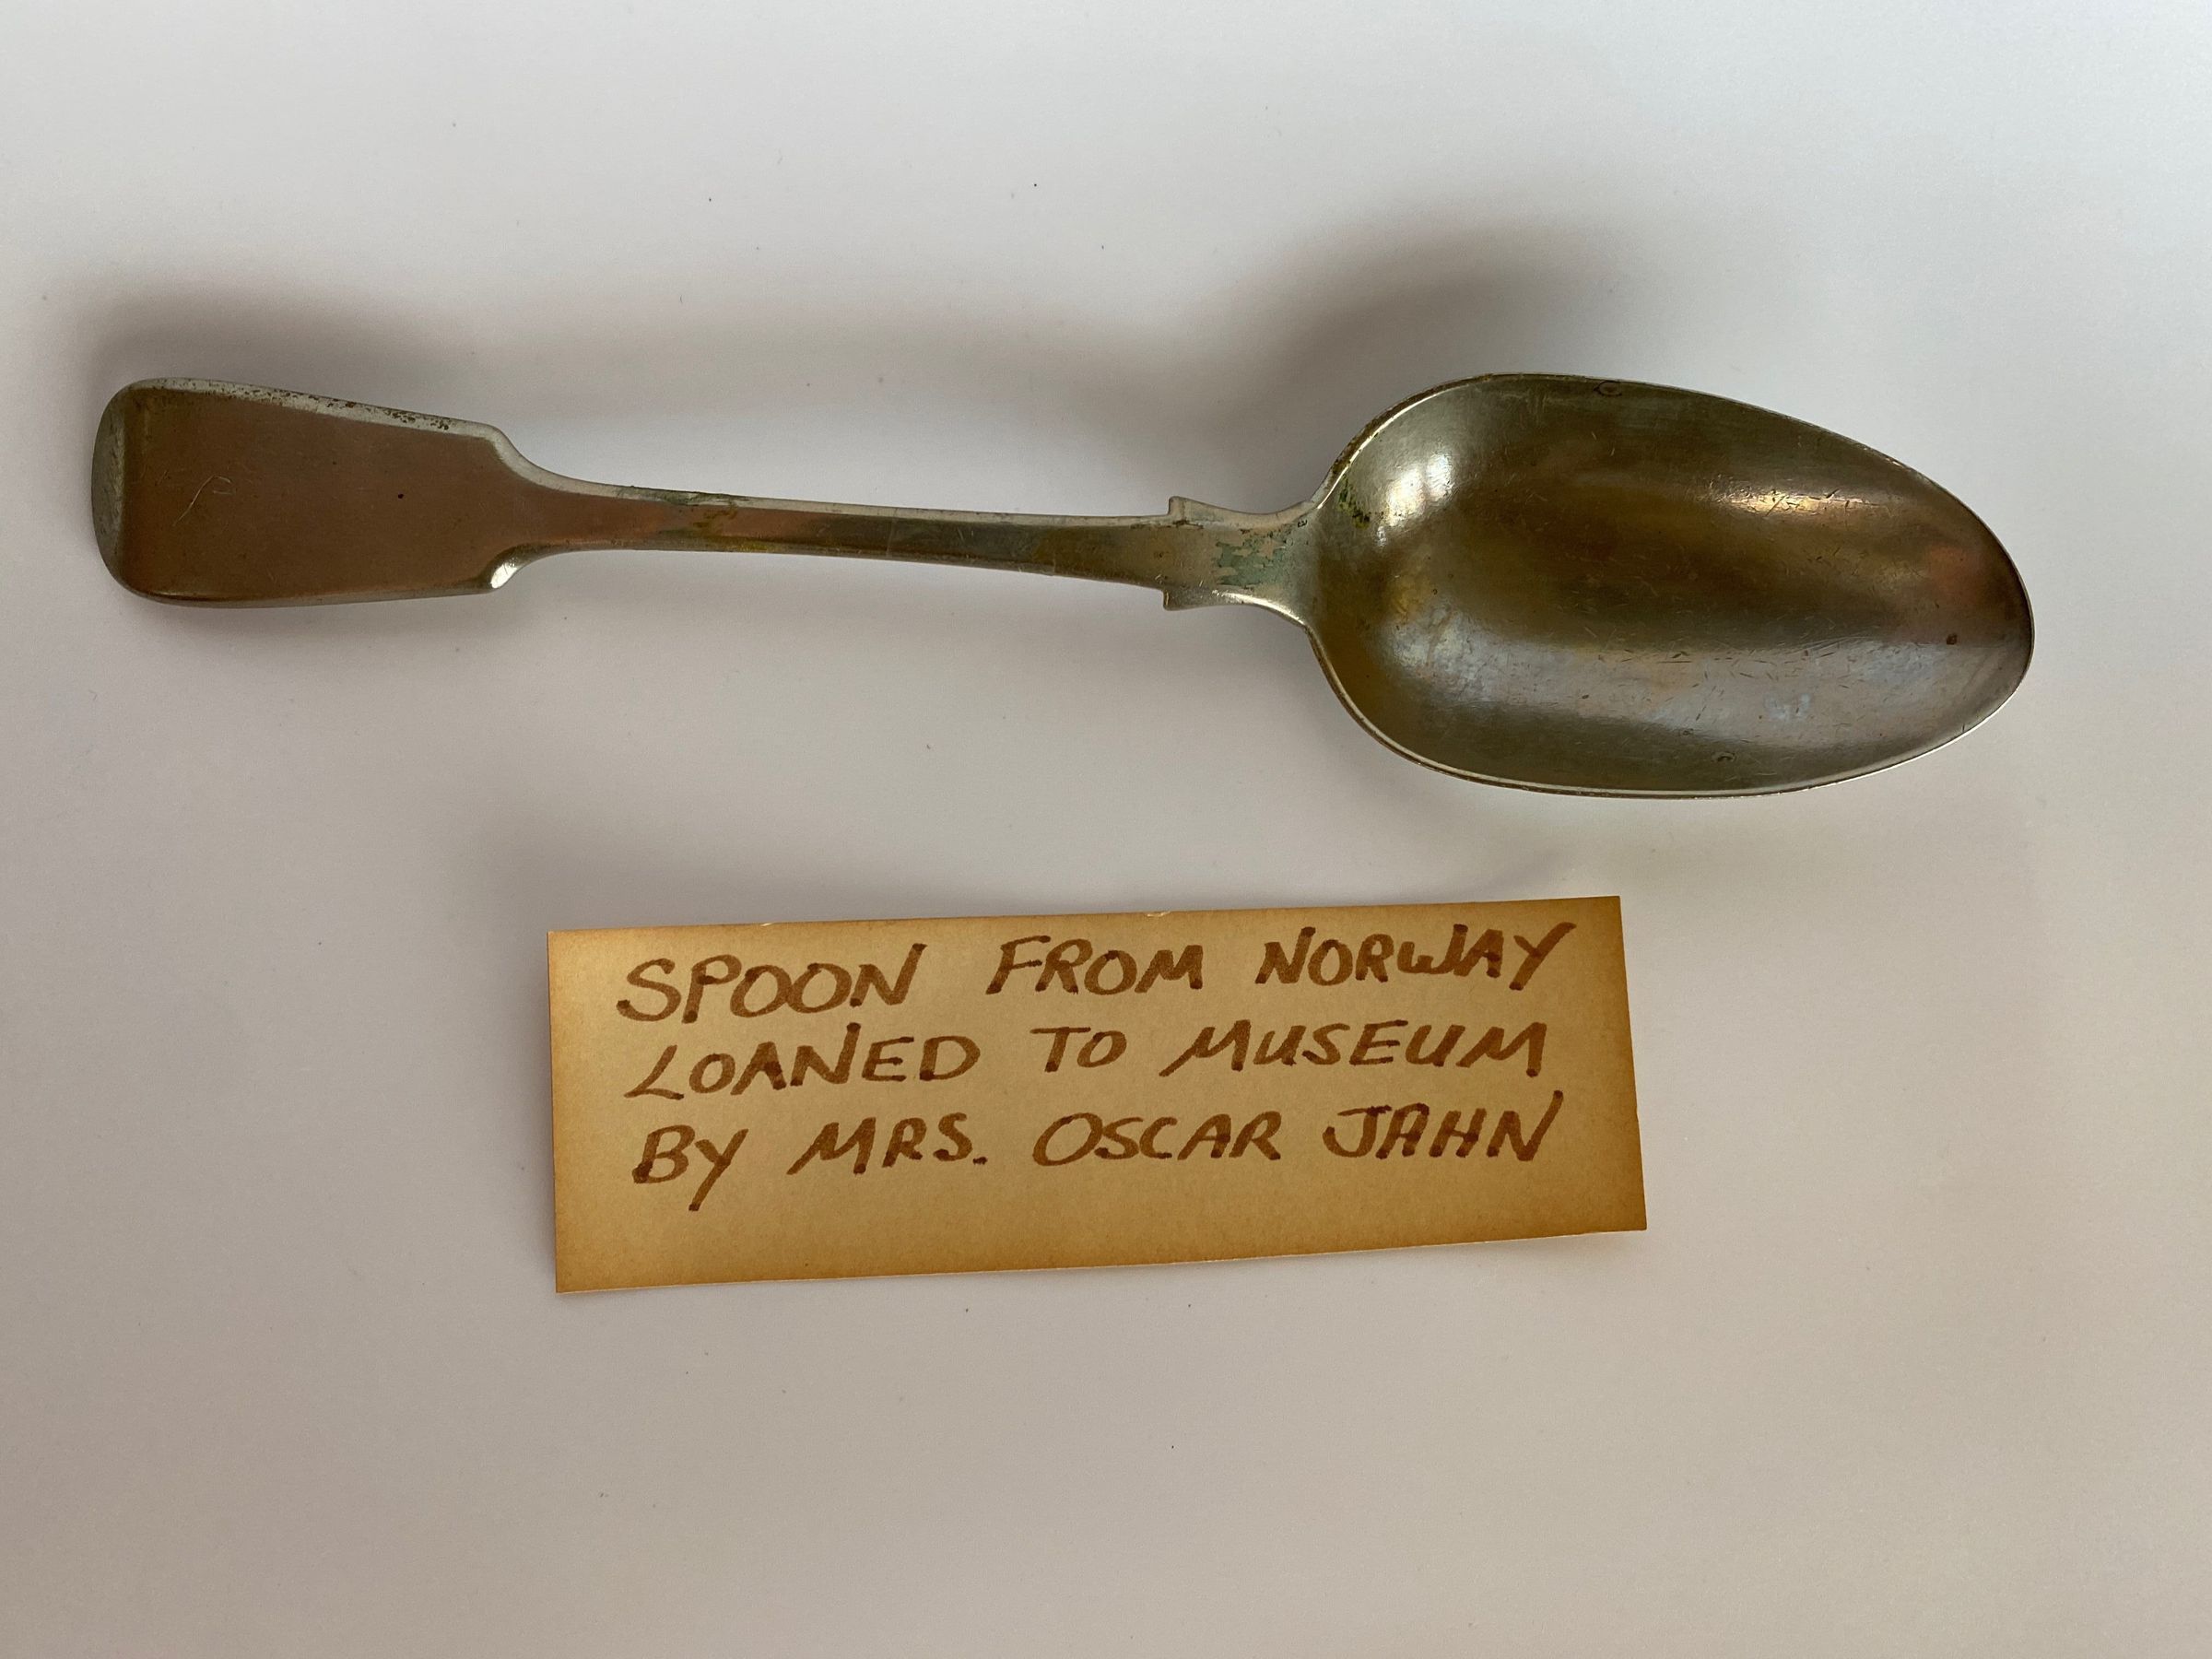 SPOON FROM NORWAY
LOANED TO MUSEUM
BY MRS. OSCAR JAHN